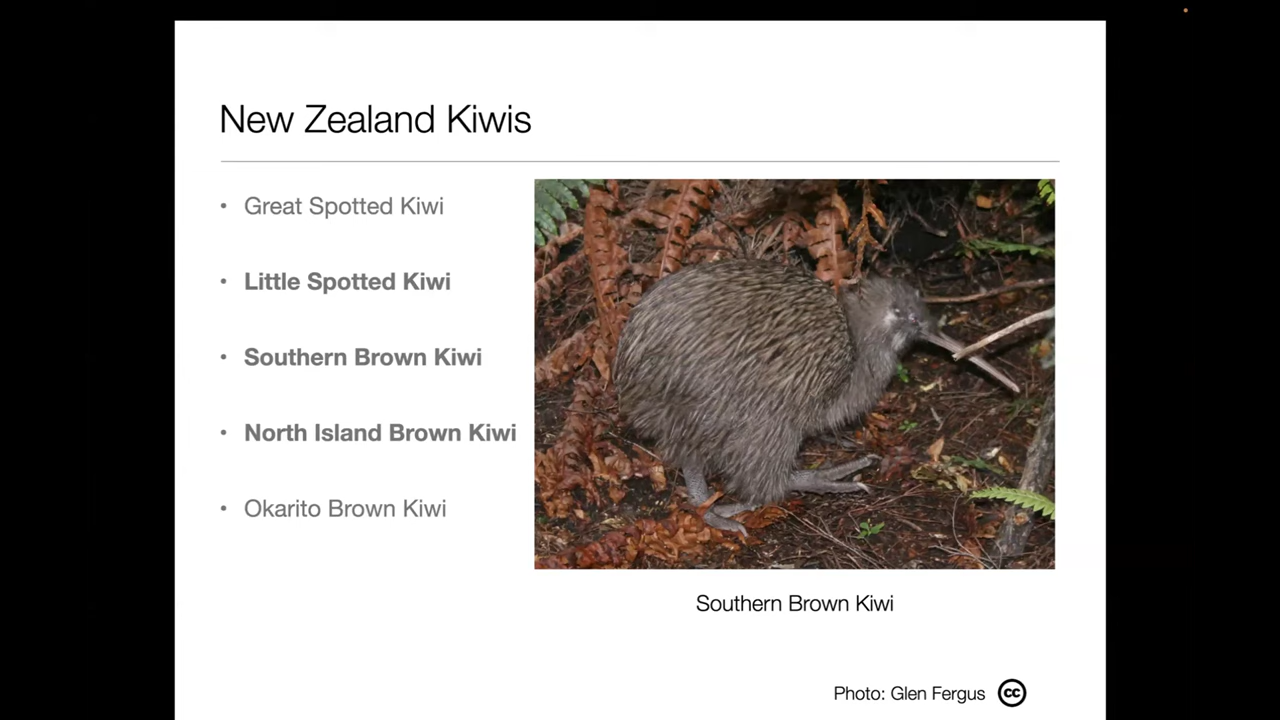 New Zealand Kiwis
• Great Spotted Kiwi
• Little Spotted Kiwi
• Southern Brown Kiwi
• North Island Brown Kiwi
• Okarito Brown Kiwi
Southern Brown Kiwi
Photo: Glen Fergus cc